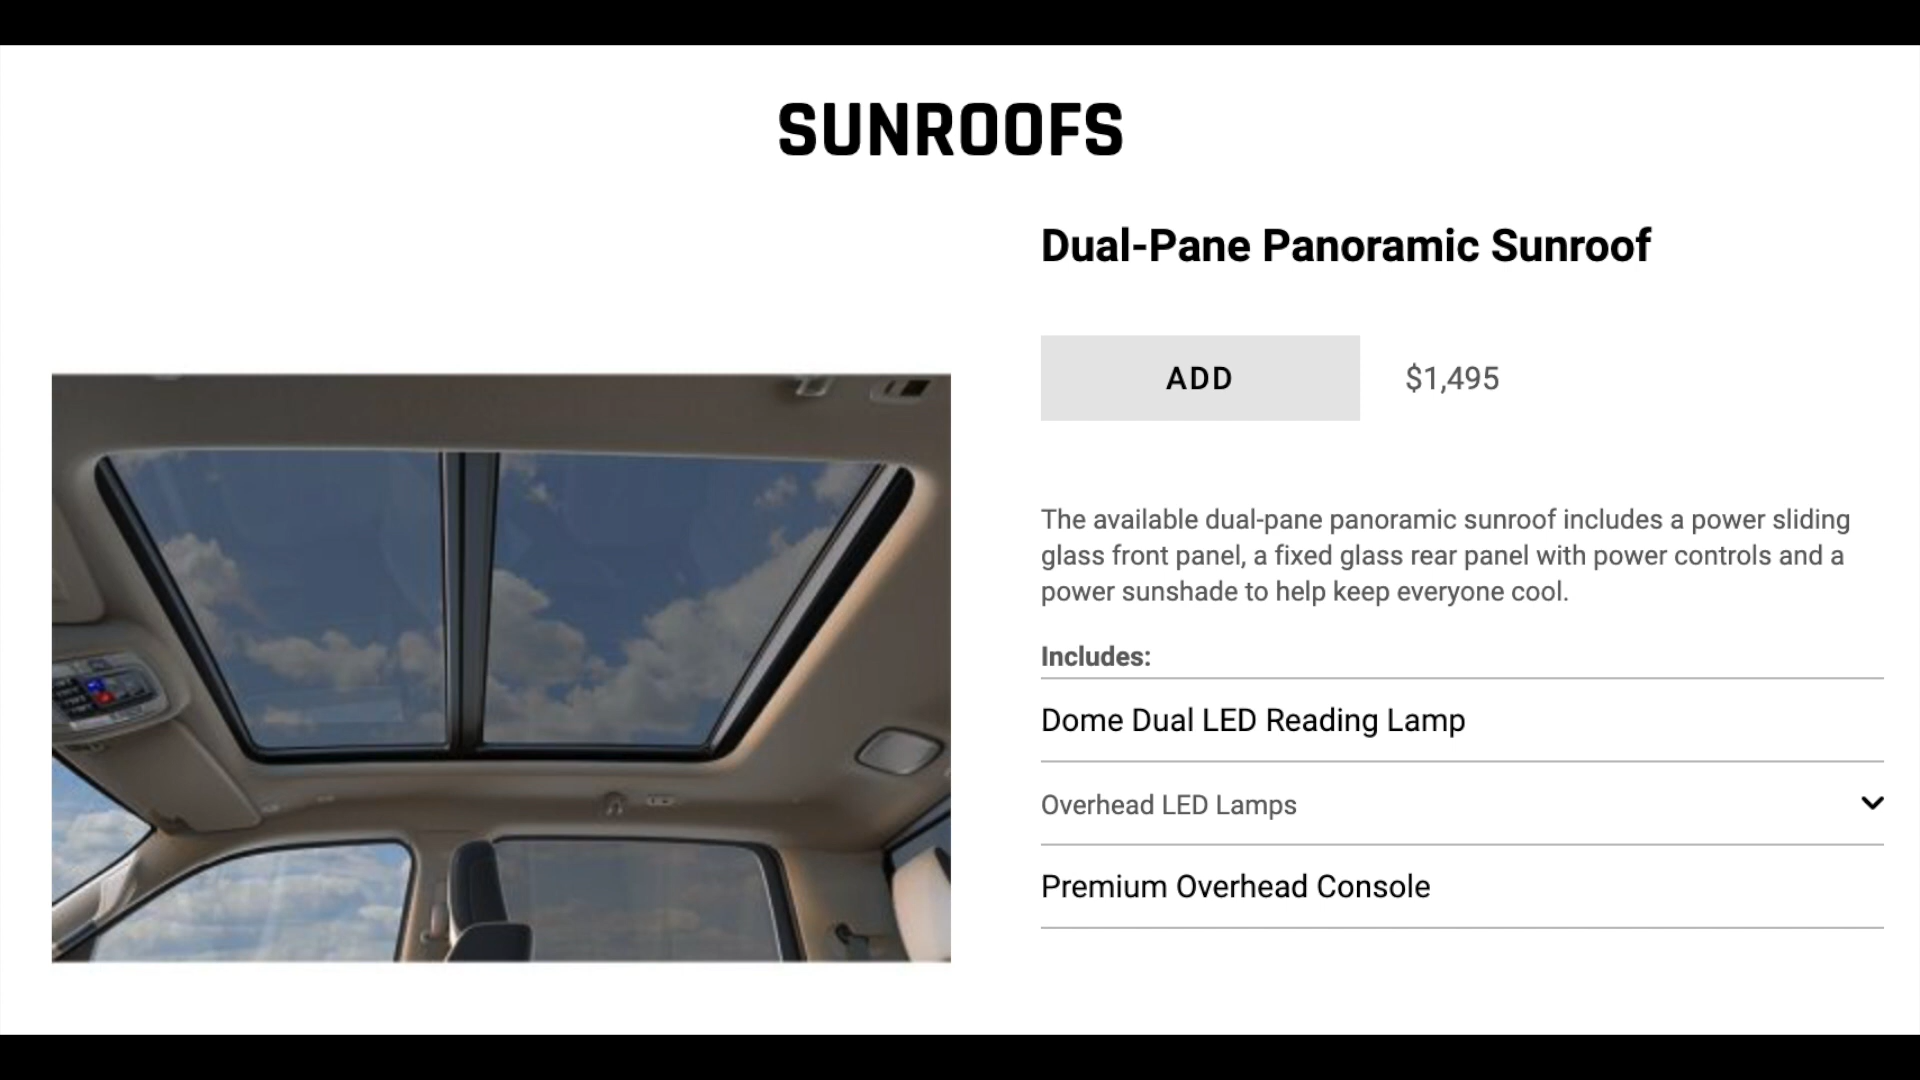 SUNROOFS
Dual-Pane Panoramic Sunroof
ADD
$1,495
The available dual-pane panoramic sunroof includes a power sliding
glass front panel, a fixed glass rear panel with power controls and a
power sunshade to help keep everyone cool.
Includes:
Dome Dual LED Reading Lamp
Overhead LED Lamps
Premium Overhead Console